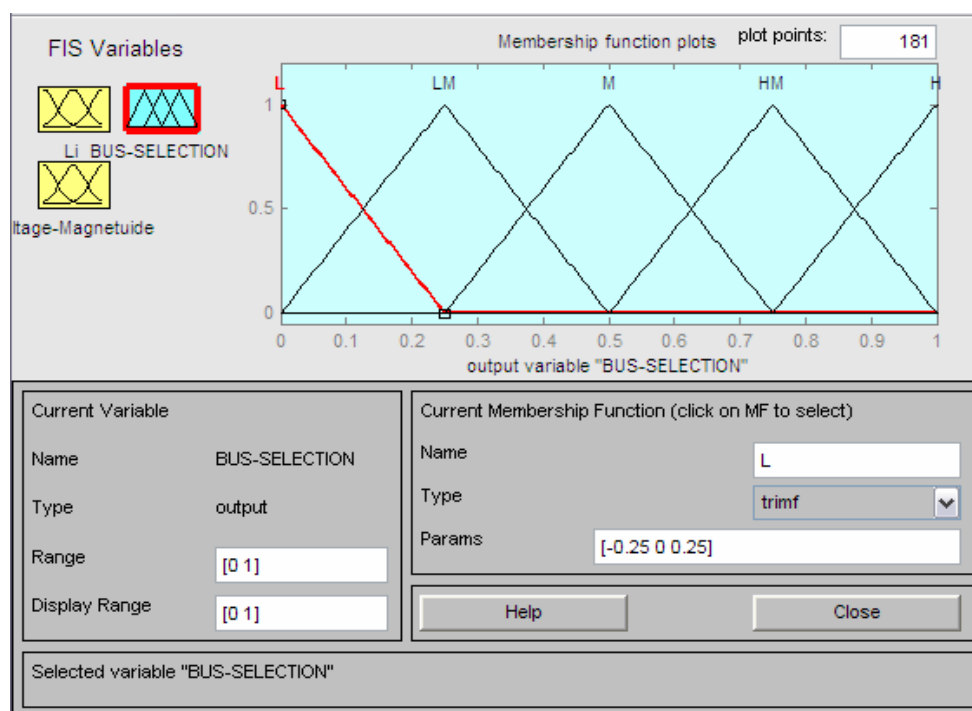 FIS Variables
Membership function plots
plot points:
181
Li BUS-SELECTION
ltage-Magnetuide
L
LM
M
HM
H
1
0.5
0
0
0.1
0.2
0.3
0.4
0.5
0.6
0.7
0.8
0.9
1
output variable "BUS-SELECTION"
Current Variable
Name
BUS-SELECTION
Type
output
Range
[0 1]
Display Range
[0 1]
Current Membership Function (click on MF to select)
Name
L
Type
trimf
Params
[-0.25 0 0.25]
Help
Close
Selected variable "BUS-SELECTION"